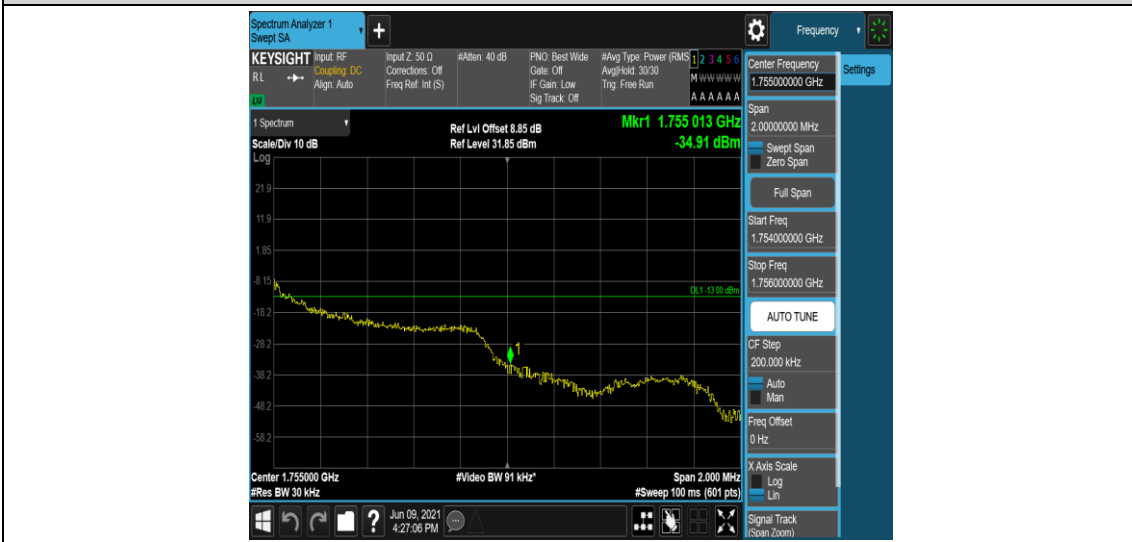 Spectrum Analyzer 1
Swept SA
+
Frequency
KEYSIGHT
RL
LXI
Input: RF
Coupling: DC
Align: Auto
Input Z: 50 Ω
Corrections: Off
Freq Ref: Int (S)
#Atten: 40 dB
PNO: Best Wide
Gate: Off
IF Gain: Low
Sig Track: Off
#Avg Type: Power (RMS
Avg|Hold: 30/30
Trig: Free Run
1 2 3 4 5 6
M W W W W W
A A A A A A
1 Spectrum
Scale/Div 10 dB
Log
Ref Lvl Offset 8.85 dB
Ref Level 31.85 dBm
Mkr1 1.755 013 GHz
-34.91 dBm
21.9
11.9
1.85
-8.15
-18.2
-28.2
-38.2
-48.2
-58.2
DL1 -13.00 dBm
1
Center 1.755000 GHz
#Res BW 30 kHz
#Video BW 91 kHz*
Span 2.000 MHz
#Sweep 100 ms (601 pts)
Jun 09, 2021
4:27:06 PM
?
Center Frequency
1.755000000 GHz
Settings
Span
2.00000000 MHz
Swept Span
Zero Span
Full Span
Start Freq
1.754000000 GHz
Stop Freq
1.756000000 GHz
AUTO TUNE
CF Step
200.000 kHz
Auto
Man
Freq Offset
0 Hz
X Axis Scale
Log
Lin
Signal Track
(Span Zoom)